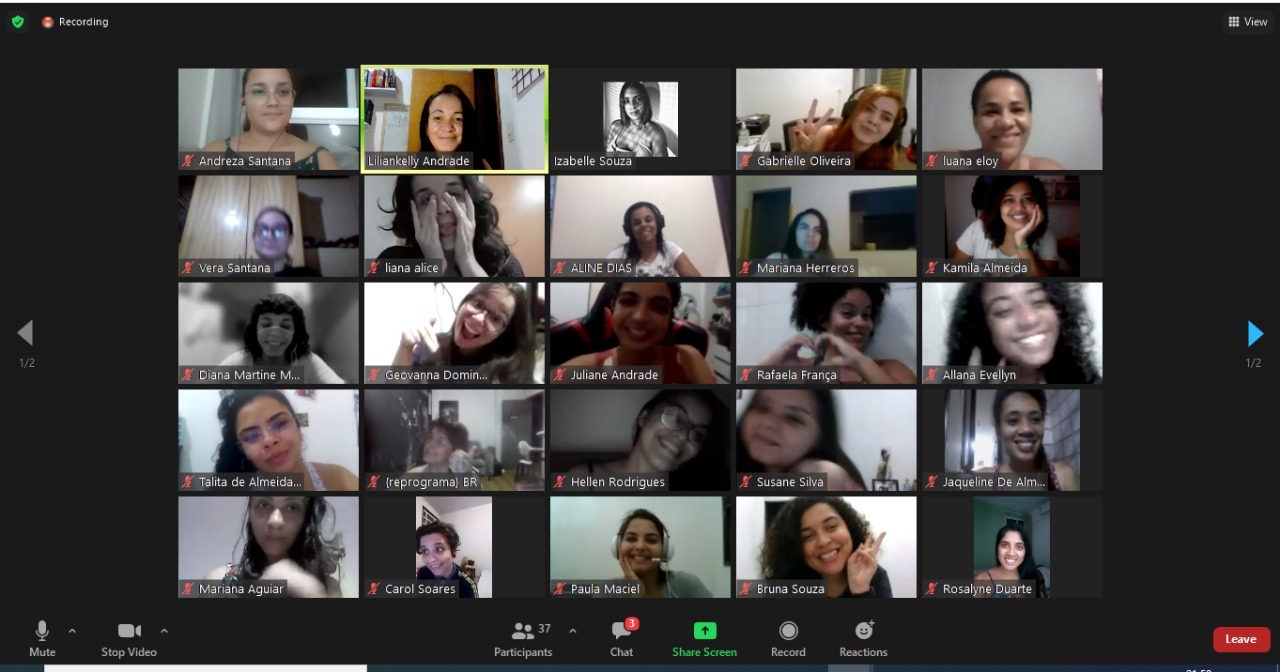 Recording
View
Andreza Santana
Liliankelly Andrade
Izabelle Souza
Gabrielle Oliveira
luana eloy
Vera Santana
liana alice
ALINE DIAS
Mariana Herreros
Kamila Almeida
Diana Martine M...
Geovanna Domin...
Juliane Andrade
Rafaela França
Allana Evellyn
1/2
1/2
Talita de Almeida...
{reprograma} BR
Hellen Rodrigues
Susane Silva
Jaqueline De Alm...
Mariana Aguiar
Carol Soares
Paula Maciel
Bruna Souza
Rosalyne Duarte
37
3
Mute
Stop Video
Participants
Chat
Share Screen
Record
Reactions
Leave